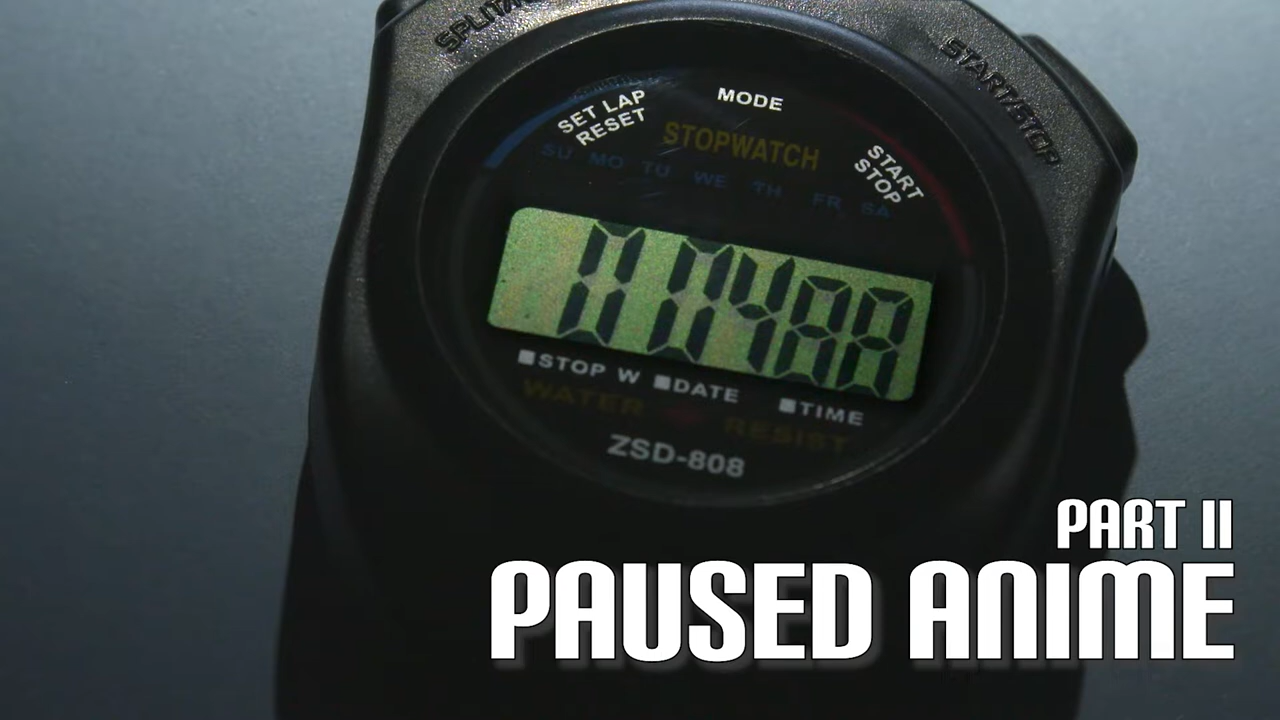 START/STOP
MODE
SET LAP
RESET
STOPWATCH
START
STOP
SU MO TU WE TH FR SA
STOP W DATE TIME
WATER RESIST
ZSD-808
PART II
PAUSED ANIME